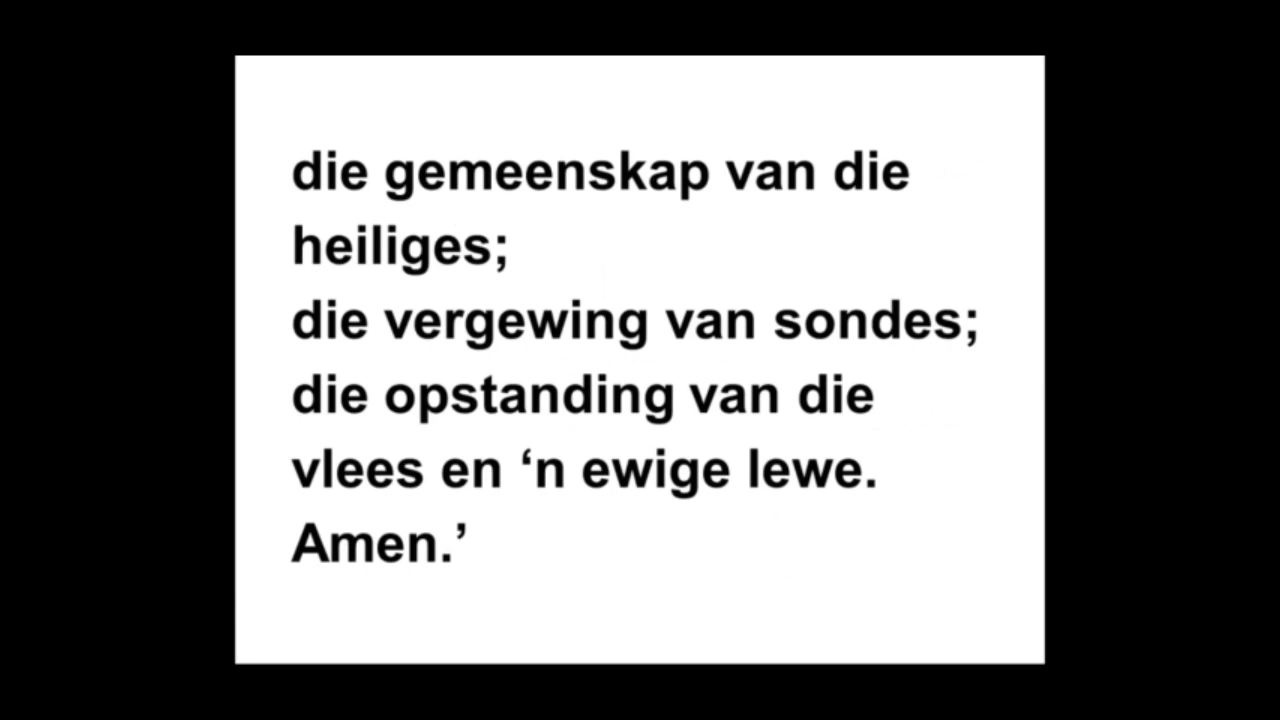 die gemeenskap van die
heiliges;
die vergewing van sondes;
die opstanding van die
vlees en ‘n ewige lewe.
Amen.’